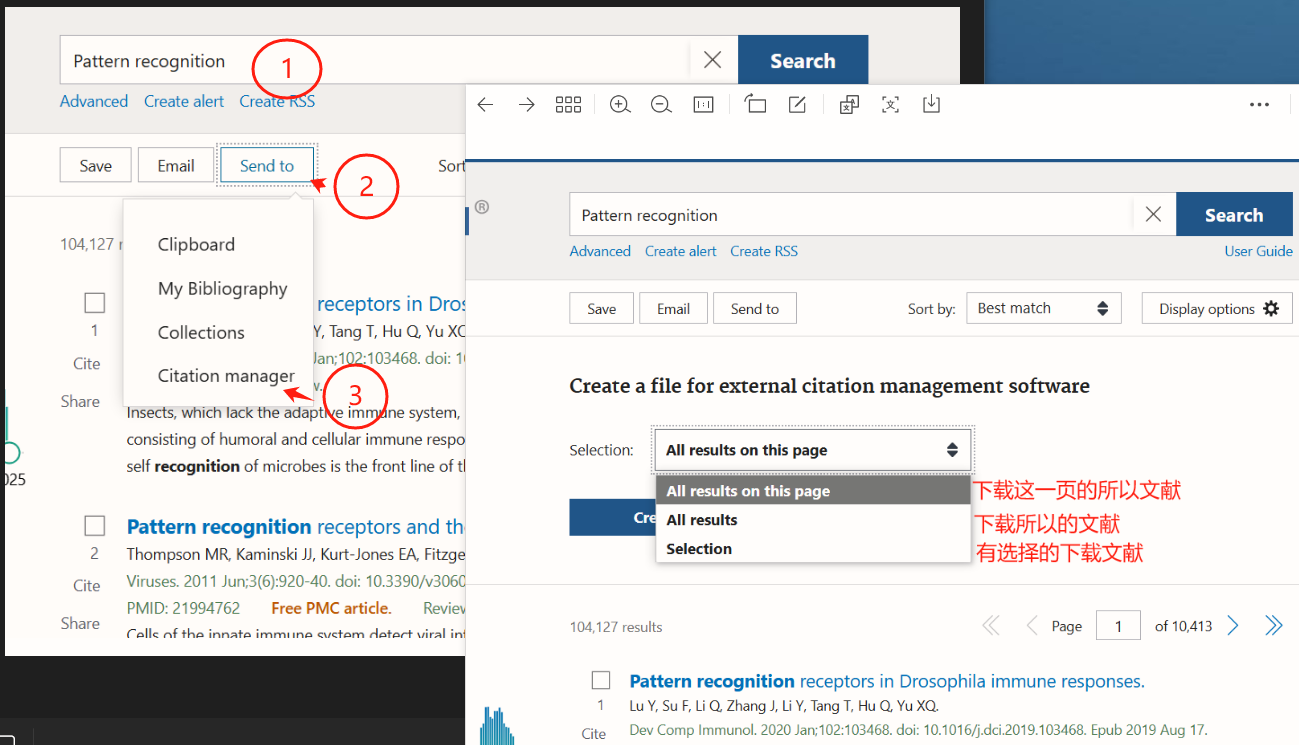 Pattern recognition
1
Search
Advanced Create alert Create RSS
Save Email Send to
2
Sort
Clipboard
My Bibliography
Collections
Citation manager
3
104,127 r
receptors in Dros
1
Y, Tang T, Hu Q, Yu XQ
Cite
Jan;102:103468. doi: 10
Share
w.
Insects, which lack the adaptive immune system,
consisting of humoral and cellular immune respo
self recognition of microbes is the front line of th
025
Pattern recognition receptors and the
2
Thompson MR, Kaminski JJ, Kurt-Jones EA, Fitzge
Cite
Viruses. 2011 Jun;3(6):920-40. doi: 10.3390/v3060
PMID: 21994762 Free PMC article. Review
Share
Cells of the innate immune system detect viral inf
®
Pattern recognition
Search
Advanced Create alert Create RSS
User Guide
Save Email Send to
Sort by: Best match
Display options
Create a file for external citation management software
Selection: All results on this page
All results on this page 下载这一页的所以文献
Cre
All results 下载所以的文献
Selection 有选择的下载文献
104,127 results
Page 1 of 10,413
Pattern recognition receptors in Drosophila immune responses.
1
Lu Y, Su F, Li Q, Zhang J, Li Y, Tang T, Hu Q, Yu XQ.
Cite
Dev Comp Immunol. 2020 Jan;102:103468. doi: 10.1016/j.dci.2019.103468. Epub 2019 Aug 17.